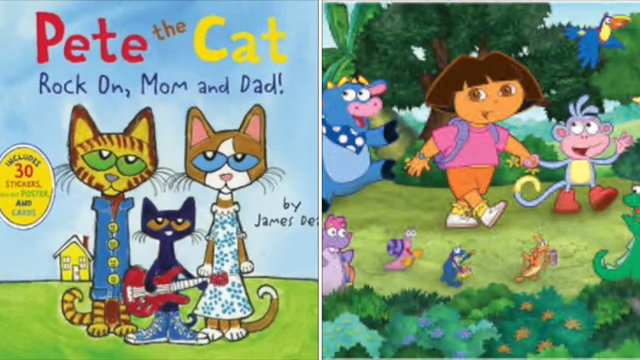 Pete the Cat
Rock On, Mom and Dad!
INCLUDES
30
STICKERS,
POSTER,
AND
CARDS
by
James